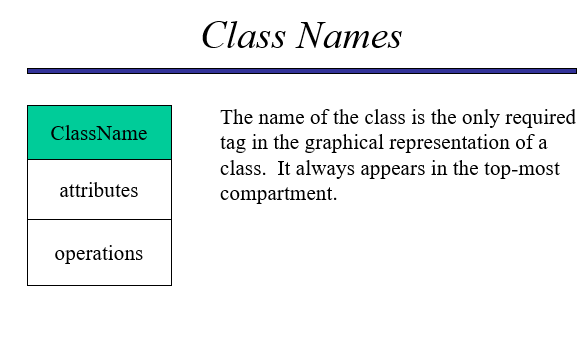 Class Names
ClassName
attributes
operations
The name of the class is the only required
tag in the graphical representation of a
class.  It always appears in the top-most
compartment.